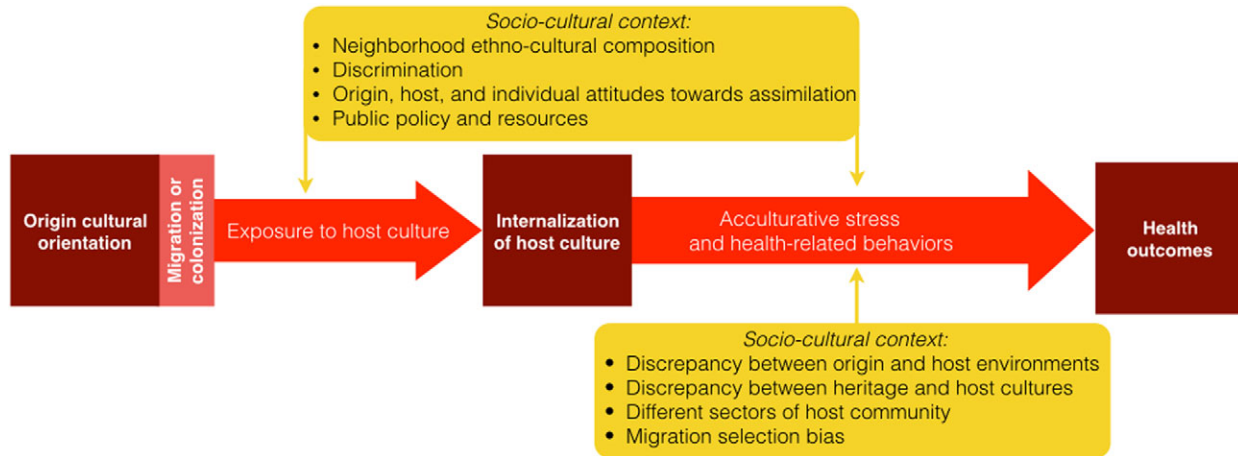 Socio-cultural context:
• Neighborhood ethno-cultural composition
• Discrimination
• Origin, host, and individual attitudes towards assimilation
• Public policy and resources
Origin cultural
orientation
Migration or
colonization
Exposure to host culture
Internalization
of host culture
Acculturative stress
and health-related behaviors
Health
outcomes
Socio-cultural context:
• Discrepancy between origin and host environments
• Discrepancy between heritage and host cultures
• Different sectors of host community
• Migration selection bias